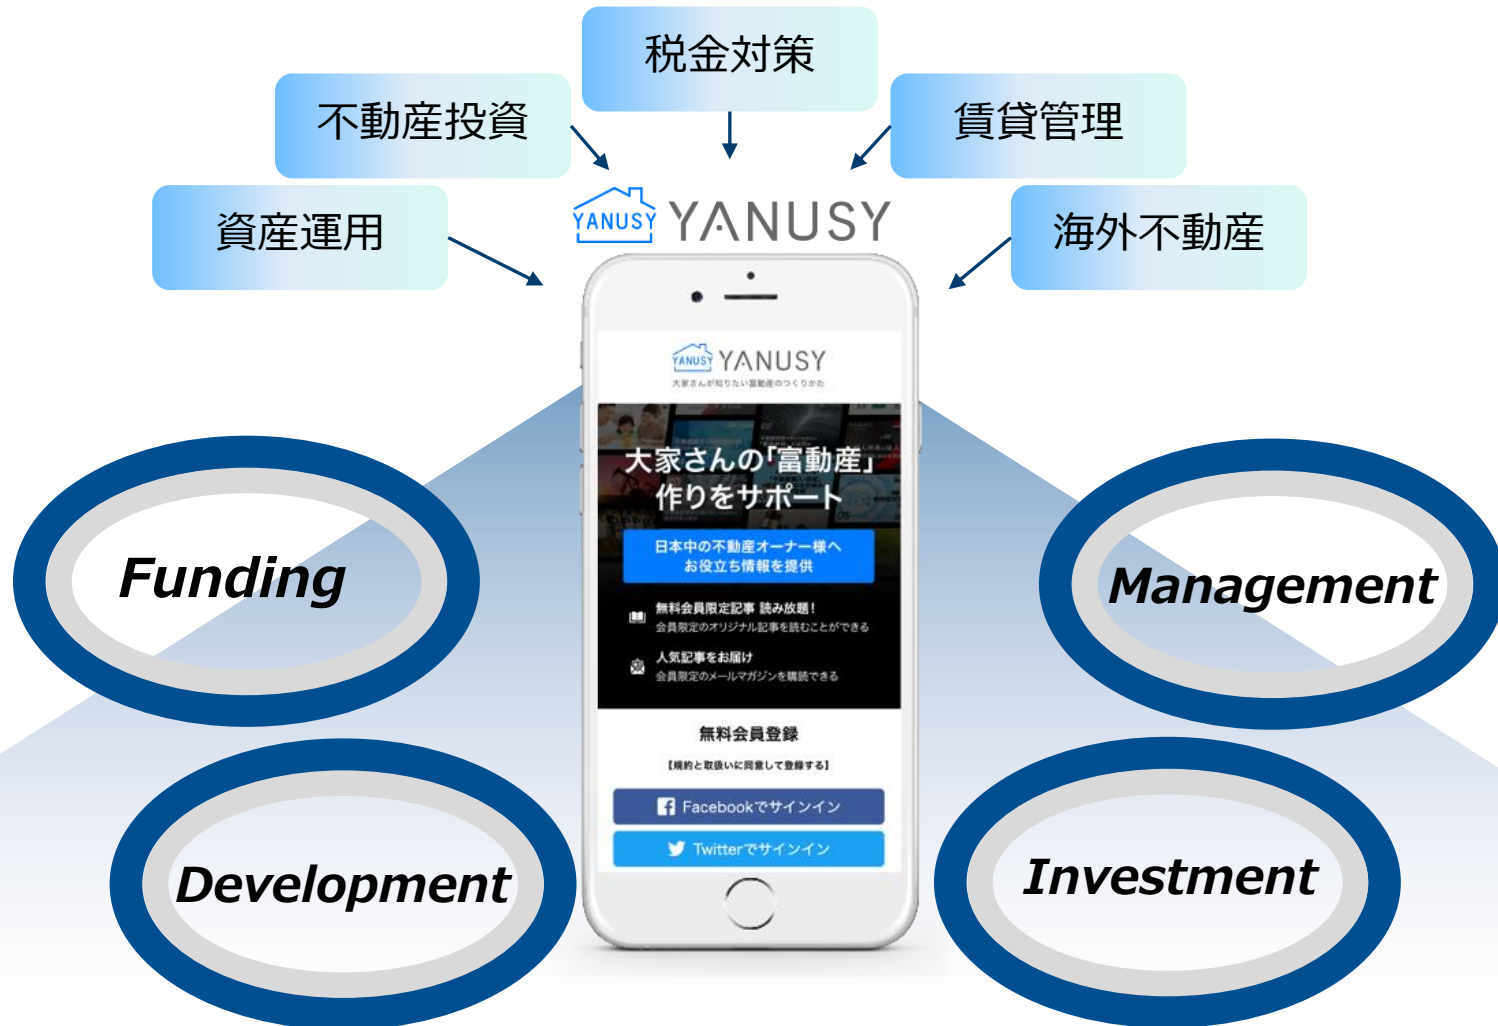 税金対策
不動産投資
賃貸管理
資産運用
海外不動産
YANUSY YANUSY
YANUSY YANUSY
大家さんが知りたい富動産のつくりかた
大家さんの「富動産」
作りをサポート
日本中の不動産オーナー様へ
お役立ち情報を提供
無料会員限定記事 読み放題！
会員限定のオリジナル記事を読むことができる
人気記事をお届け
会員限定のメールマガジンを購読できる
無料会員登録
【規約と取扱いに同意して登録する】
Facebookでサインイン
Twitterでサインイン
Funding
Management
Development
Investment